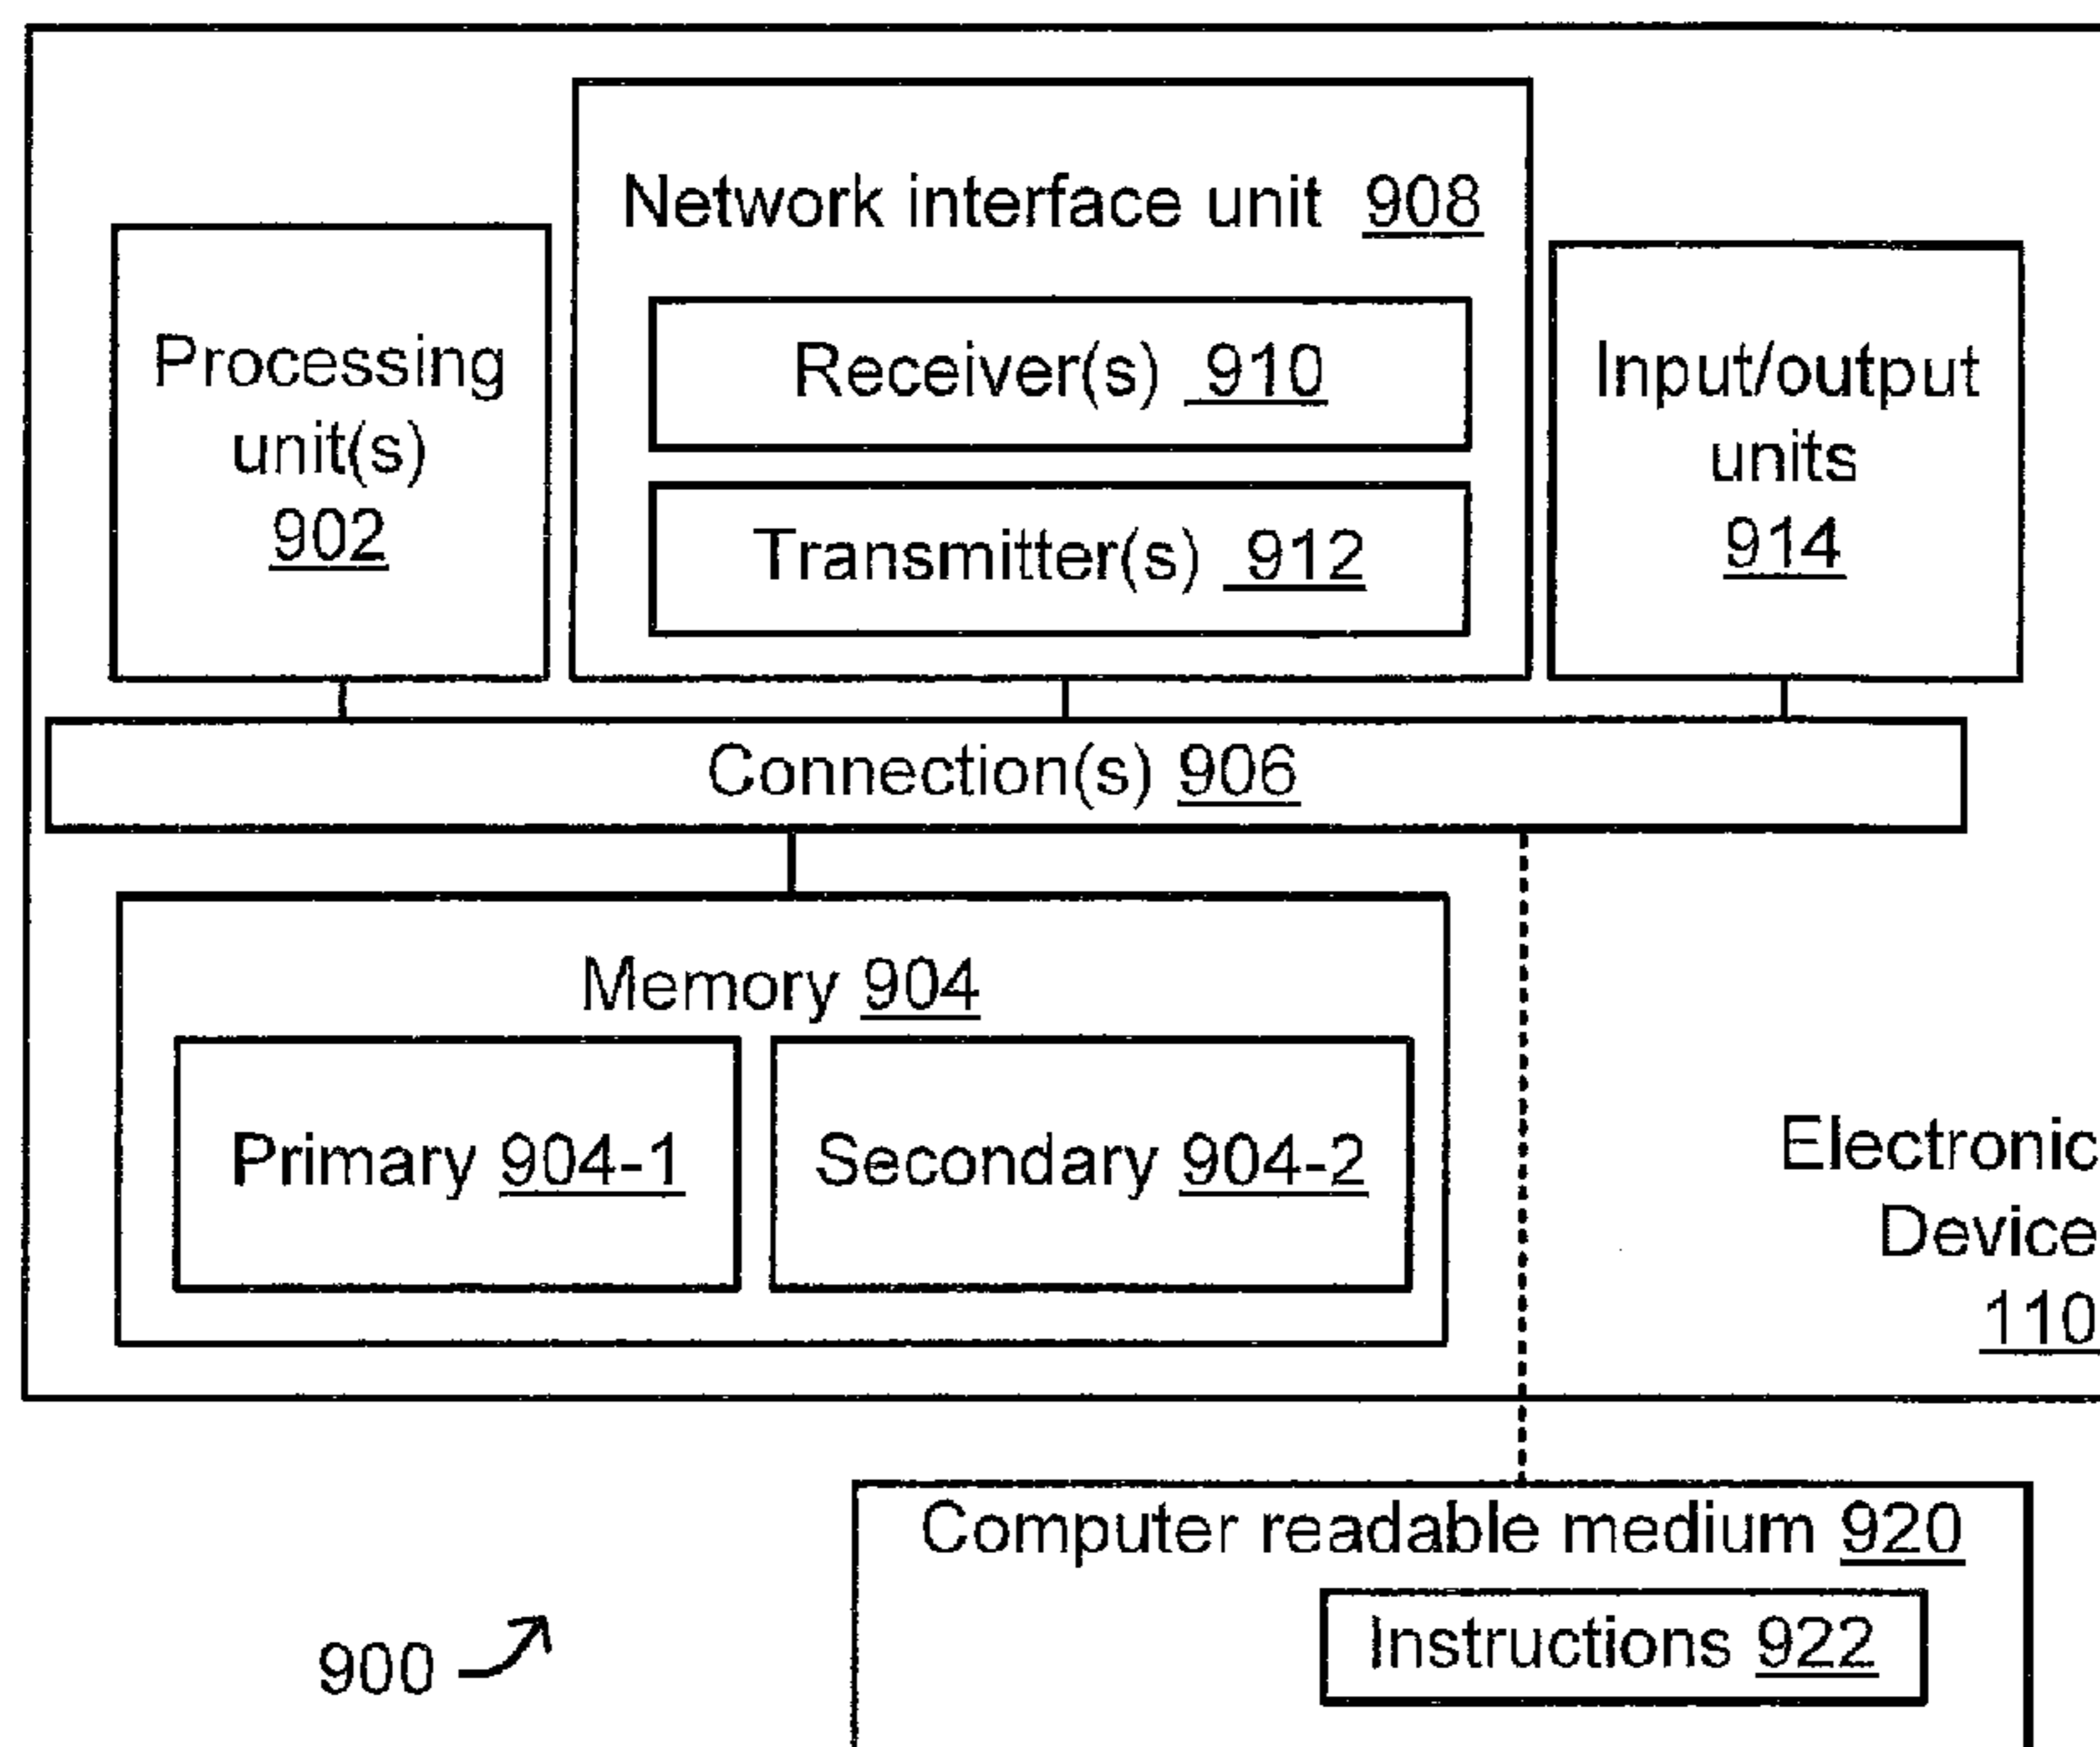 Network interface unit 908
Processing
unit(s)
902
Receiver(s) 910
Transmitter(s) 912
Input/output
units
914
Connection(s) 906
Memory 904
Primary 904-1
Secondary 904-2
Electronic
Device
110
Computer readable medium 920
Instructions 922
900